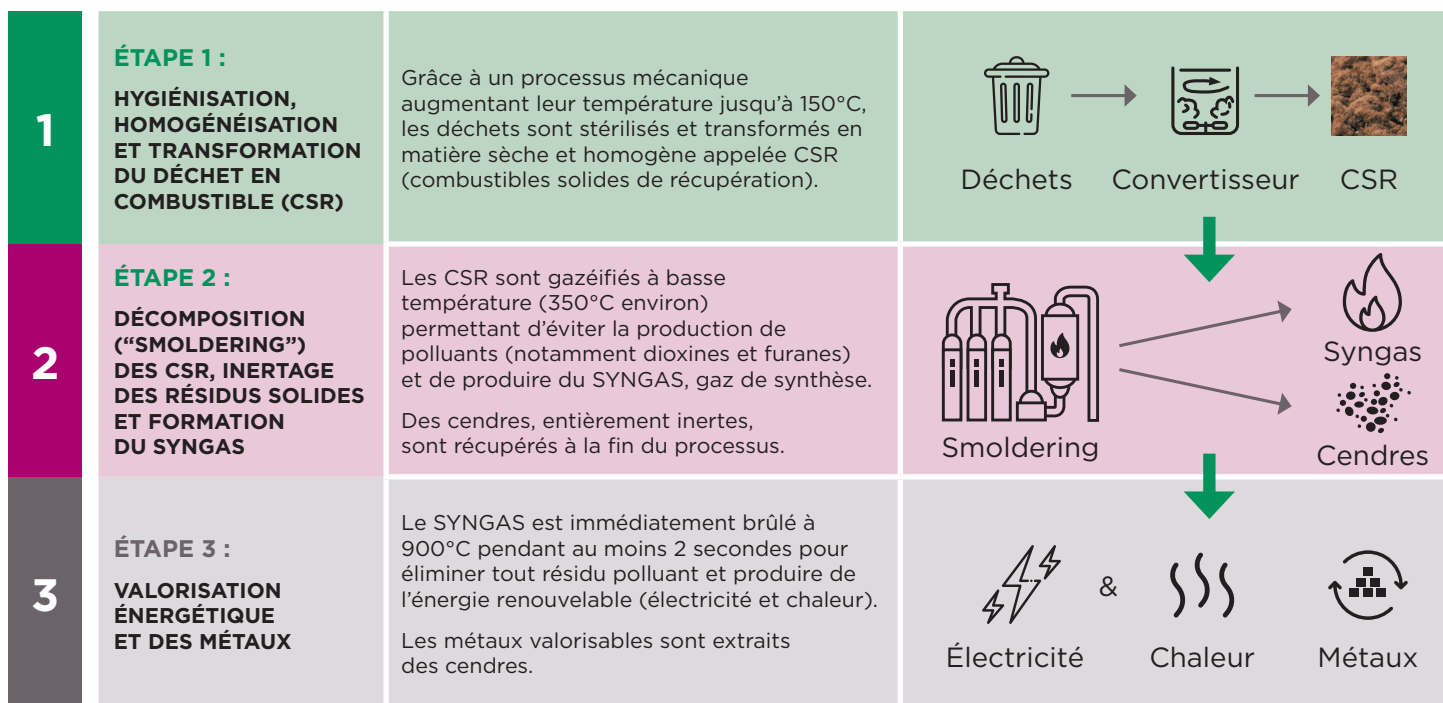 1
ÉTAPE 1 :
HYGIÉNISATION,
HOMOGÉNÉISATION
ET TRANSFORMATION
DU DÉCHET EN
COMBUSTIBLE (CSR)
Grâce à un processus mécanique
augmentant leur température jusqu’à 150°C,
les déchets sont stérilisés et transformés en
matière sèche et homogène appelée CSR
(combustibles solides de récupération).
Déchets
Convertisseur
CSR
2
ÉTAPE 2 :
DÉCOMPOSITION
(“SMOLDERING”)
DES CSR, INERTAGE
DES RÉSIDUS SOLIDES
ET FORMATION
DU SYNGAS
Les CSR sont gazéifiés à basse
température (350°C environ)
permettant d’éviter la production de
polluants (notamment dioxines et furanes)
et de produire du SYNGAS, gaz de synthèse.
Des cendres, entièrement inertes,
sont récupérés à la fin du processus.
Smoldering
Syngas
Cendres
3
ÉTAPE 3 :
VALORISATION
ÉNERGÉTIQUE
ET DES MÉTAUX
Le SYNGAS est immédiatement brûlé à
900°C pendant au moins 2 secondes pour
éliminer tout résidu polluant et produire de
l’énergie renouvelable (électricité et chaleur).
Les métaux valorisables sont extraits
des cendres.
Électricité
&
Chaleur
Métaux